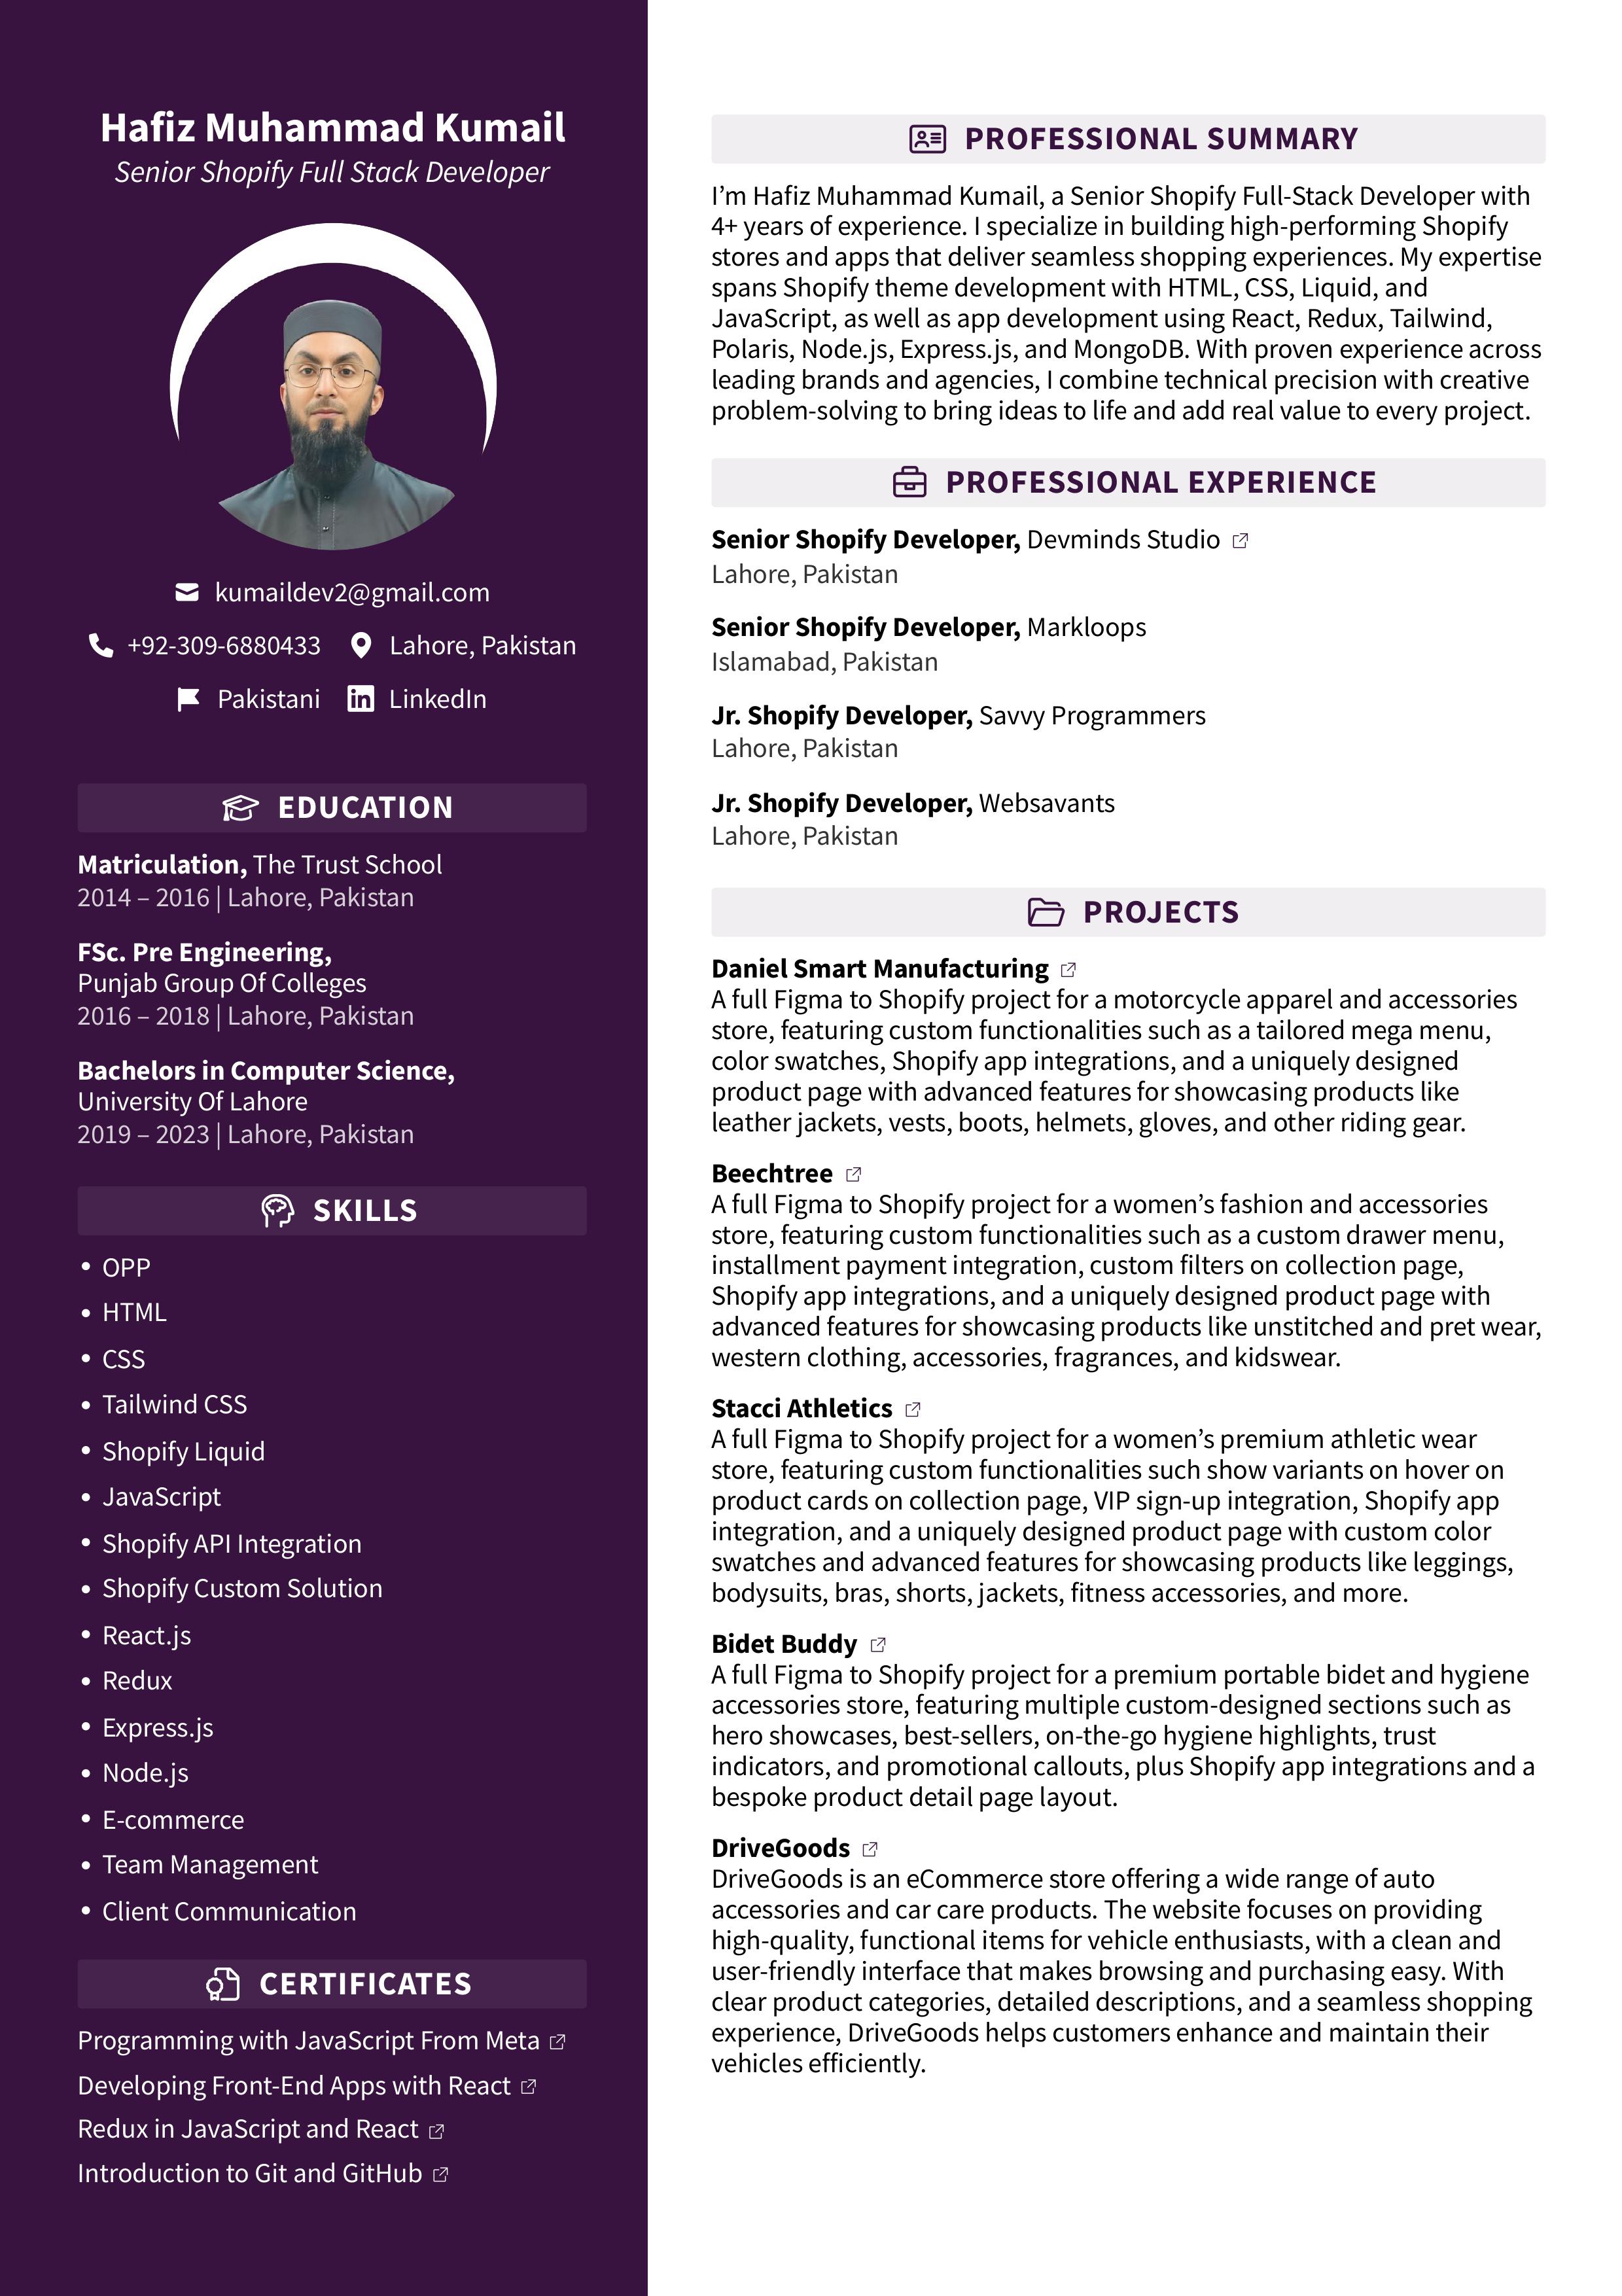 Hafiz Muhammad Kumail
Senior Shopify Full Stack Developer
kumaildev2@gmail.com
+92-309-6880433 Lahore, Pakistan
Pakistani LinkedIn
EDUCATION
Matriculation, The Trust School
2014 – 2016 | Lahore, Pakistan
FSc. Pre Engineering,
Punjab Group Of Colleges
2016 – 2018 | Lahore, Pakistan
Bachelors in Computer Science,
University Of Lahore
2019 – 2023 | Lahore, Pakistan
SKILLS
• OPP
• HTML
• CSS
• Tailwind CSS
• Shopify Liquid
• JavaScript
• Shopify API Integration
• Shopify Custom Solution
• React.js
• Redux
• Express.js
• Node.js
• E-commerce
• Team Management
• Client Communication
CERTIFICATES
Programming with JavaScript From Meta
Developing Front-End Apps with React
Redux in JavaScript and React
Introduction to Git and GitHub
PROFESSIONAL SUMMARY
I’m Hafiz Muhammad Kumail, a Senior Shopify Full-Stack Developer with
4+ years of experience. I specialize in building high-performing Shopify
stores and apps that deliver seamless shopping experiences. My expertise
spans Shopify theme development with HTML, CSS, Liquid, and
JavaScript, as well as app development using React, Redux, Tailwind,
Polaris, Node.js, Express.js, and MongoDB. With proven experience across
leading brands and agencies, I combine technical precision with creative
problem-solving to bring ideas to life and add real value to every project.
PROFESSIONAL EXPERIENCE
Senior Shopify Developer, Devminds Studio
Lahore, Pakistan
Senior Shopify Developer, Markloops
Islamabad, Pakistan
Jr. Shopify Developer, Savvy Programmers
Lahore, Pakistan
Jr. Shopify Developer, Websavants
Lahore, Pakistan
PROJECTS
Daniel Smart Manufacturing
A full Figma to Shopify project for a motorcycle apparel and accessories
store, featuring custom functionalities such as a tailored mega menu,
color swatches, Shopify app integrations, and a uniquely designed
product page with advanced features for showcasing products like
leather jackets, vests, boots, helmets, gloves, and other riding gear.
Beechtree
A full Figma to Shopify project for a women’s fashion and accessories
store, featuring custom functionalities such as a custom drawer menu,
installment payment integration, custom filters on collection page,
Shopify app integrations, and a uniquely designed product page with
advanced features for showcasing products like unstitched and pret wear,
western clothing, accessories, fragrances, and kidswear.
Stacci Athletics
A full Figma to Shopify project for a women’s premium athletic wear
store, featuring custom functionalities such show variants on hover on
product cards on collection page, VIP sign-up integration, Shopify app
integration, and a uniquely designed product page with custom color
swatches and advanced features for showcasing products like leggings,
bodysuits, bras, shorts, jackets, fitness accessories, and more.
Bidet Buddy
A full Figma to Shopify project for a premium portable bidet and hygiene
accessories store, featuring multiple custom-designed sections such as
hero showcases, best-sellers, on-the-go hygiene highlights, trust
indicators, and promotional callouts, plus Shopify app integrations and a
bespoke product detail page layout.
DriveGoods
DriveGoods is an eCommerce store offering a wide range of auto
accessories and car care products. The website focuses on providing
high-quality, functional items for vehicle enthusiasts, with a clean and
user-friendly interface that makes browsing and purchasing easy. With
clear product categories, detailed descriptions, and a seamless shopping
experience, DriveGoods helps customers enhance and maintain their
vehicles efficiently.